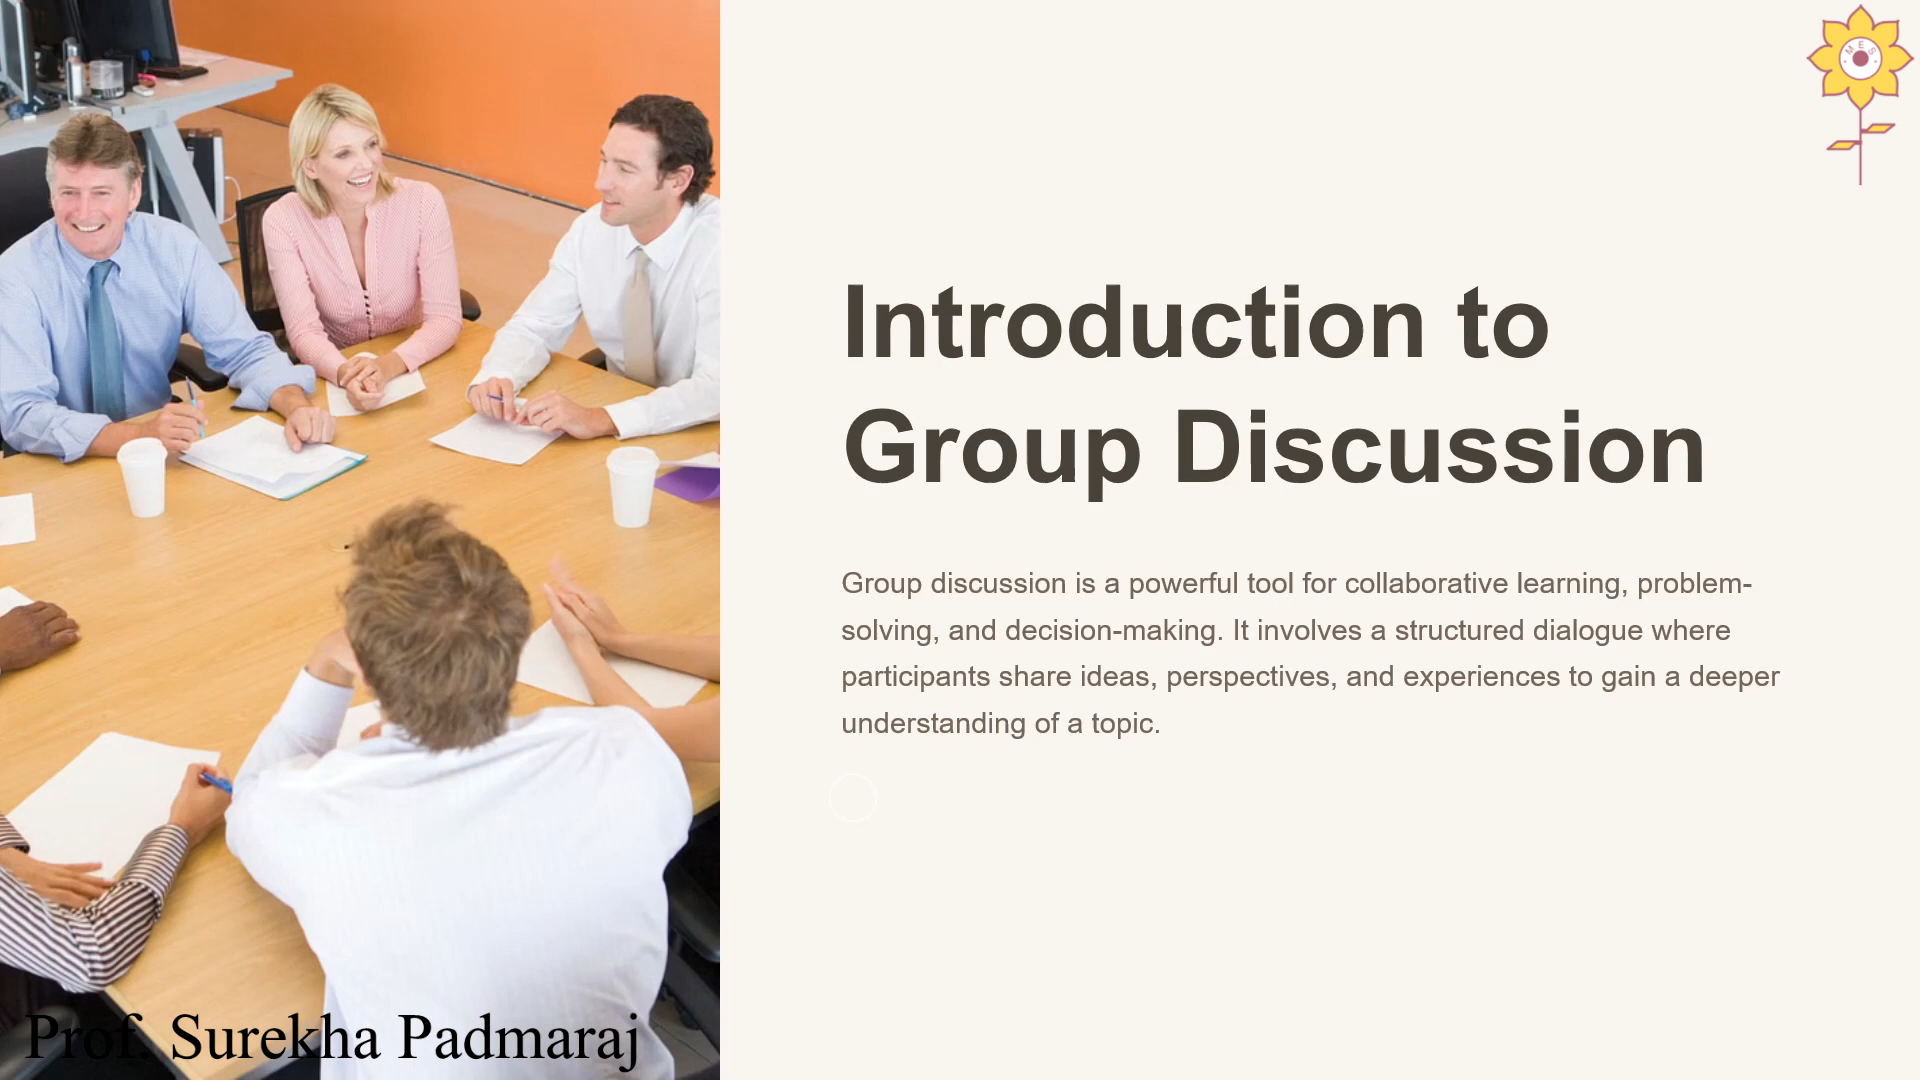 M E S
Introduction to
Group Discussion
Group discussion is a powerful tool for collaborative learning, problem-
solving, and decision-making. It involves a structured dialogue where
participants share ideas, perspectives, and experiences to gain a deeper
understanding of a topic.
Prof. Surekha Padmaraj